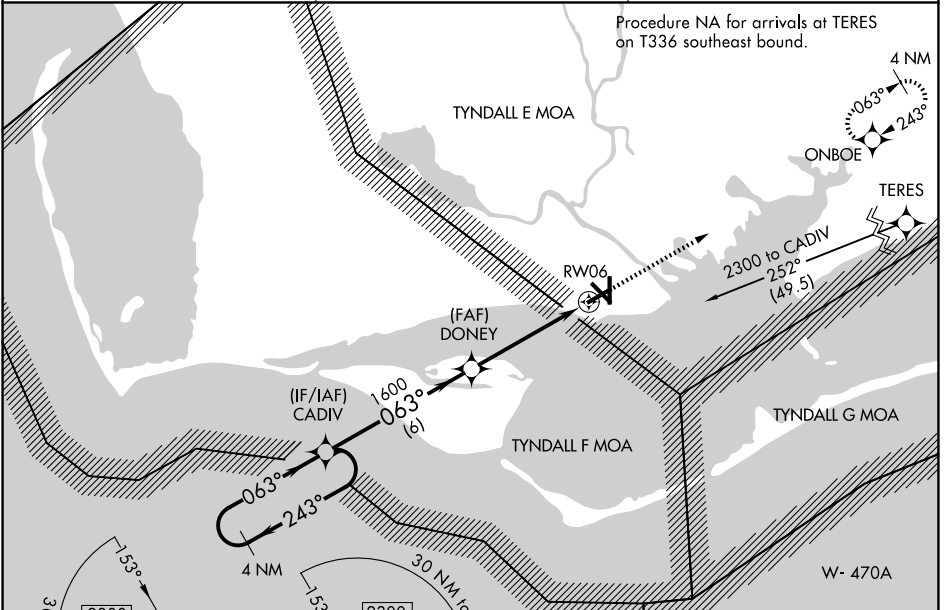 Procedure NA for arrivals at TERES
on T336 southeast bound.
4 NM
063°
243°
ONBOE
TYNDALL E MOA
TERES
2300 to CADIV
252°
(49.5)
RW06
(FAF)
DONEY
(IF/IAF)
CADIV
1600
063°
(6)
TYNDALL F MOA
TYNDALL G MOA
063°
243°
4 NM
153°
30 NM to
W- 470A